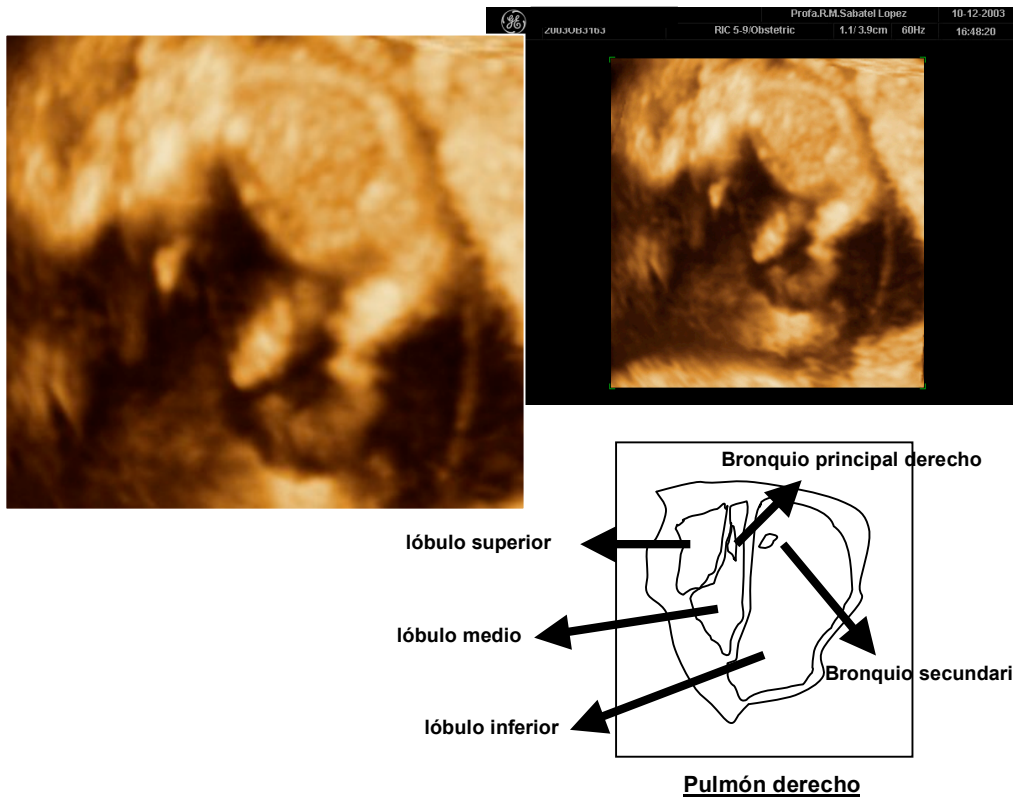 Profa.R.M.Sabatel Lopez 10-12-2003
RIC 5-9/Obstetric 1.1/ 3.9cm 60Hz 16:48:20
Bronquio principal derecho
lóbulo superior
lóbulo medio
Bronquio secundari
lóbulo inferior
Pulmón derecho